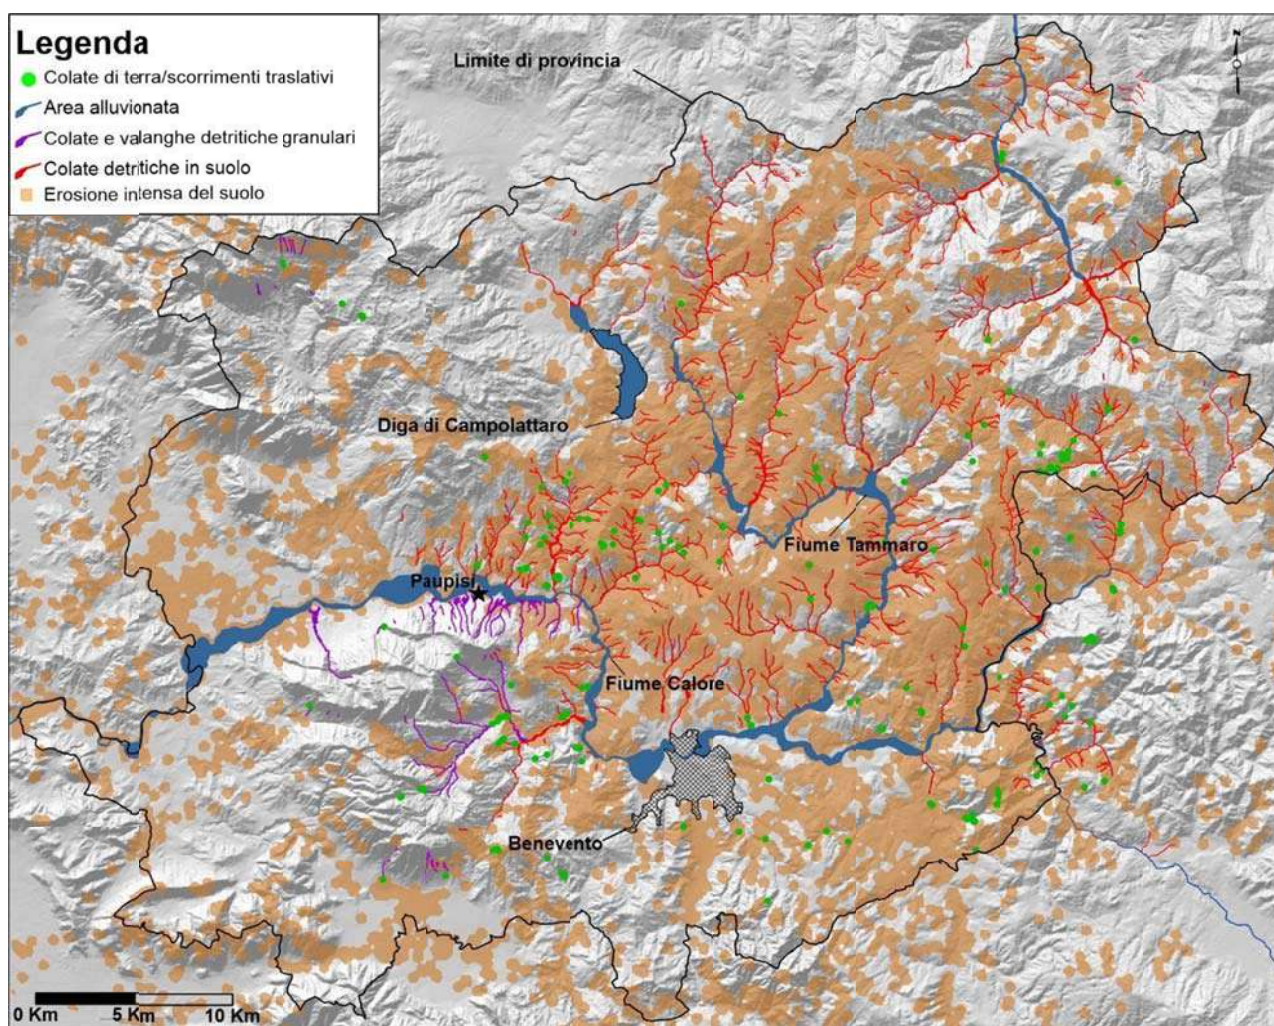 Legenda
Colate di terra/scorrimenti traslativi
Area alluvionata
Colate e valanghe detritiche granulari
Colate detritiche in suolo
Erosione intensa del suolo
Limite di provincia
N
Diga di Campolattaro
Fiume Tammaro
Paupisi
Fiume Calore
Benevento
0 Km 5 Km 10 Km